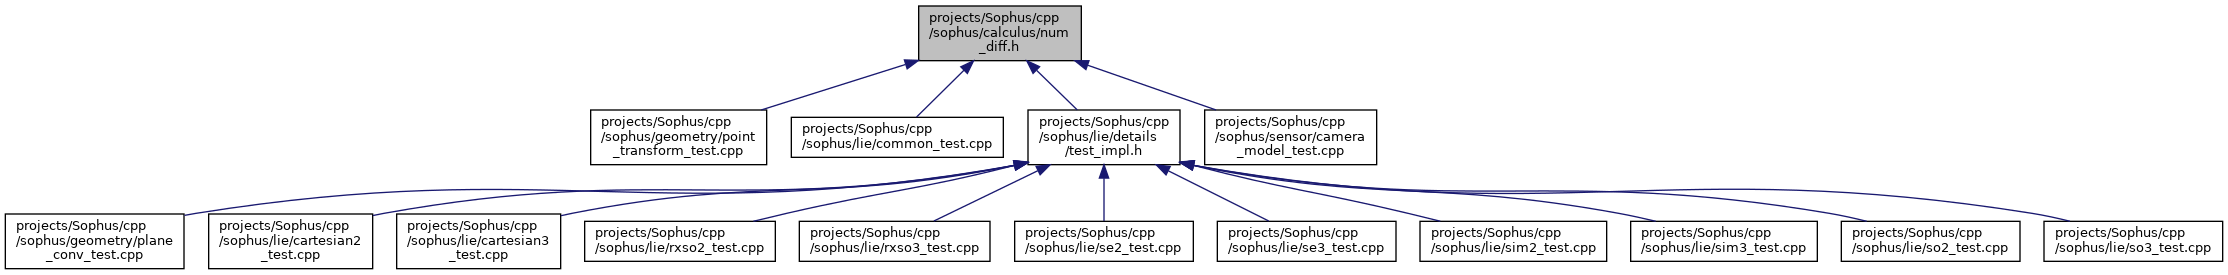 projects/Sophus/cpp
/sophus/calculus/num
_diff.h
projects/Sophus/cpp
/sophus/geometry/point
_transform_test.cpp
projects/Sophus/cpp
/sophus/lie/common_test.cpp
projects/Sophus/cpp
/sophus/lie/details
/test_impl.h
projects/Sophus/cpp
/sophus/sensor/camera
_model_test.cpp
projects/Sophus/cpp
/sophus/geometry/plane
_conv_test.cpp
projects/Sophus/cpp
/sophus/lie/cartesian2
_test.cpp
projects/Sophus/cpp
/sophus/lie/cartesian3
_test.cpp
projects/Sophus/cpp
/sophus/lie/rxso2_test.cpp
projects/Sophus/cpp
/sophus/lie/rxso3_test.cpp
projects/Sophus/cpp
/sophus/lie/se2_test.cpp
projects/Sophus/cpp
/sophus/lie/se3_test.cpp
projects/Sophus/cpp
/sophus/lie/sim2_test.cpp
projects/Sophus/cpp
/sophus/lie/sim3_test.cpp
projects/Sophus/cpp
/sophus/lie/so2_test.cpp
projects/Sophus/cpp
/sophus/lie/so3_test.cpp